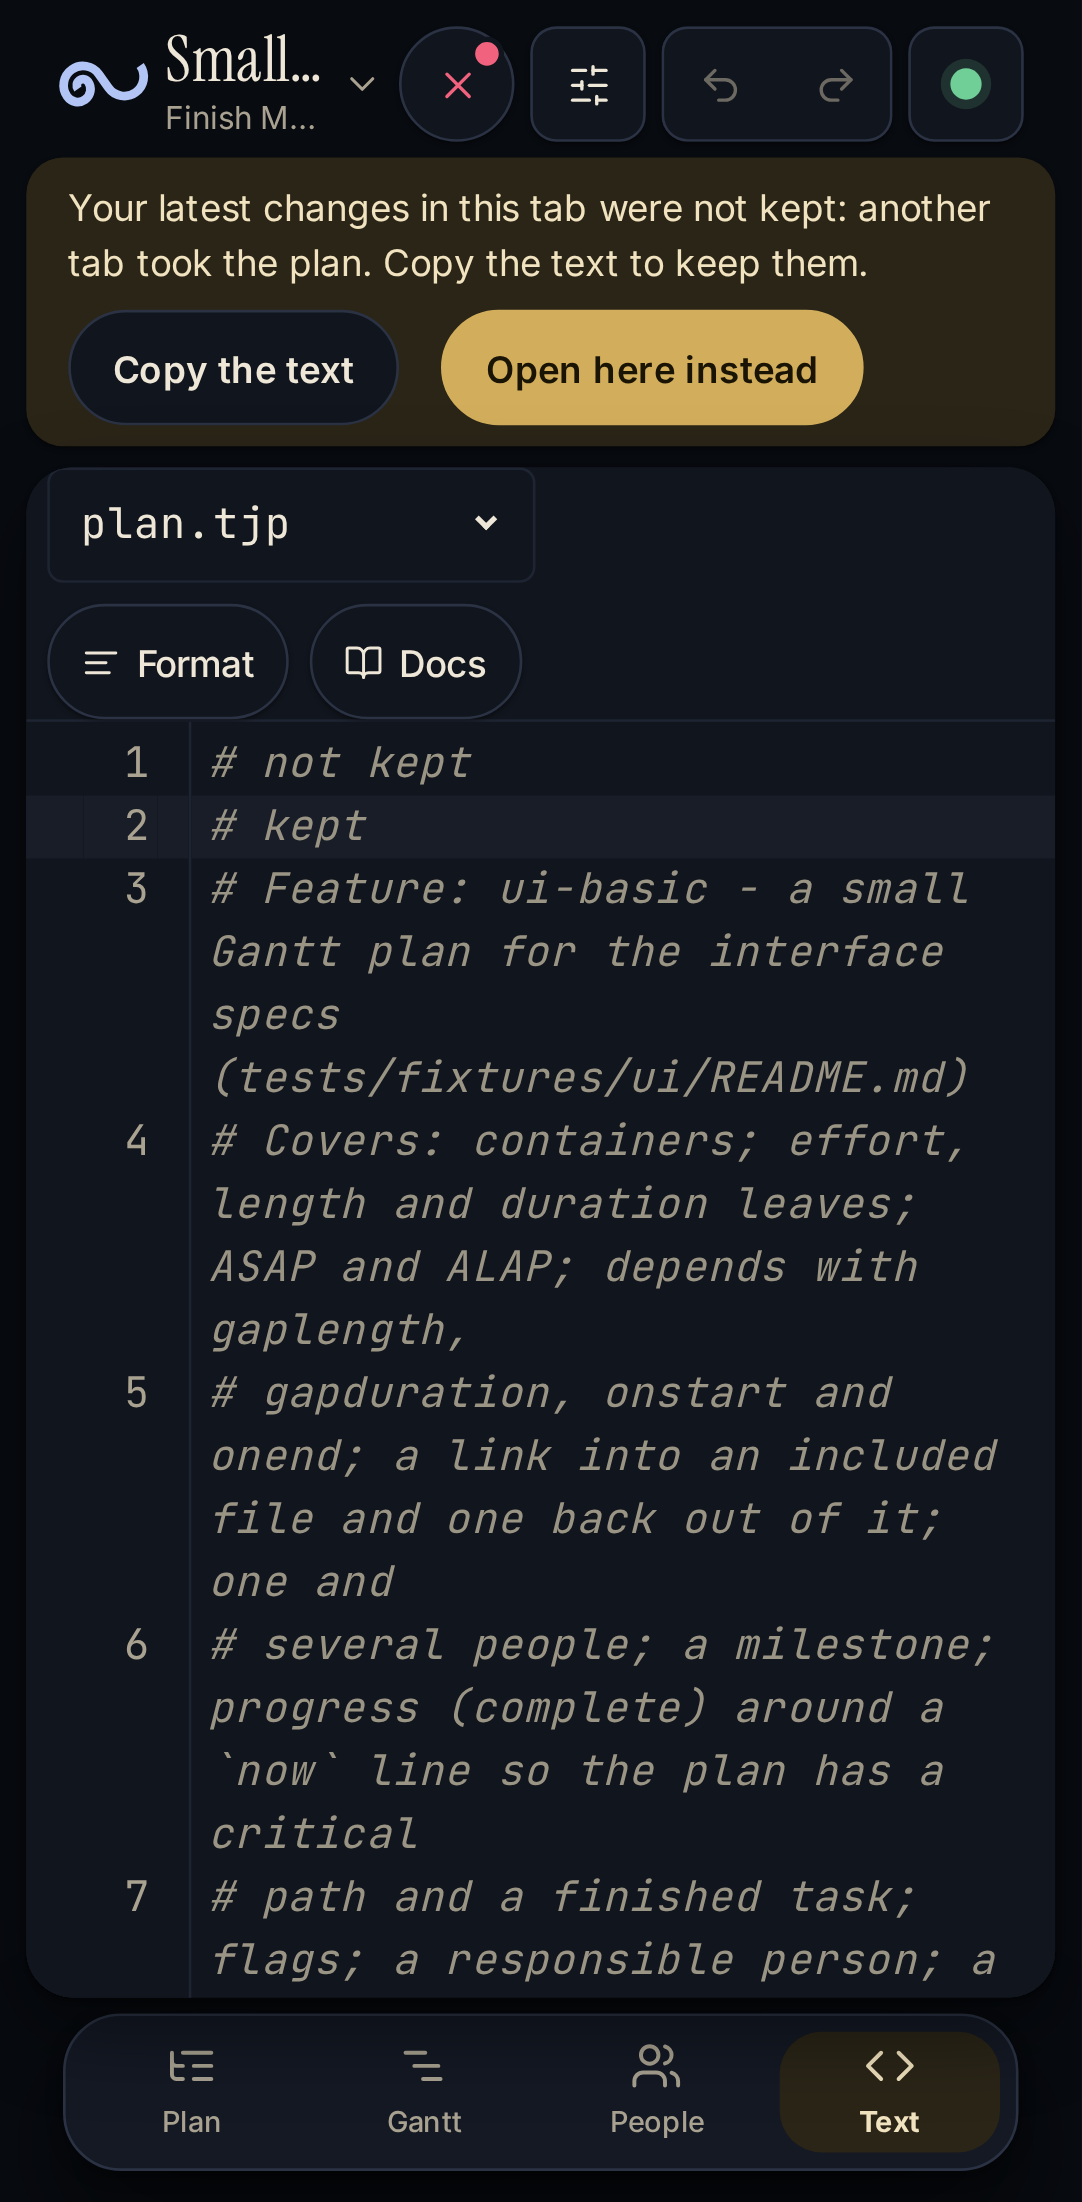 Small...
Finish M...
Your latest changes in this tab were not kept: another
tab took the plan. Copy the text to keep them.
Copy the text
Open here instead
plan.tjp
Format
Docs
1 # not kept
2 # kept
3 # Feature: ui-basic - a small
Gantt plan for the interface
specs
(tests/fixtures/ui/README.md)
4 # Covers: containers; effort,
length and duration leaves;
ASAP and ALAP; depends with
gaplength,
5 # gapduration, onstart and
onend; a link into an included
file and one back out of it;
one and
6 # several people; a milestone;
progress (complete) around a
`now` line so the plan has a
critical
7 # path and a finished task;
flags; a responsible person; a
Plan
Gantt
People
Text